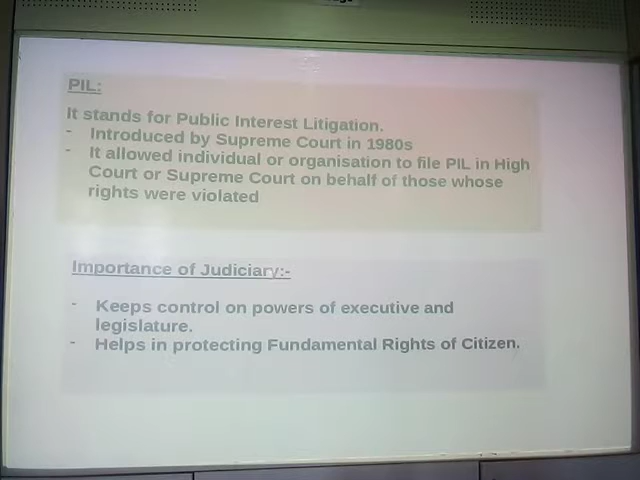 PIL:
It stands for Public Interest Litigation.
- Introduced by Supreme Court in 1980s
- It allowed individual or organisation to file PIL in High
Court or Supreme Court on behalf of those whose
rights were violated
Importance of Judiciary:-
- Keeps control on powers of executive and
legislature.
- Helps in protecting Fundamental Rights of Citizen.